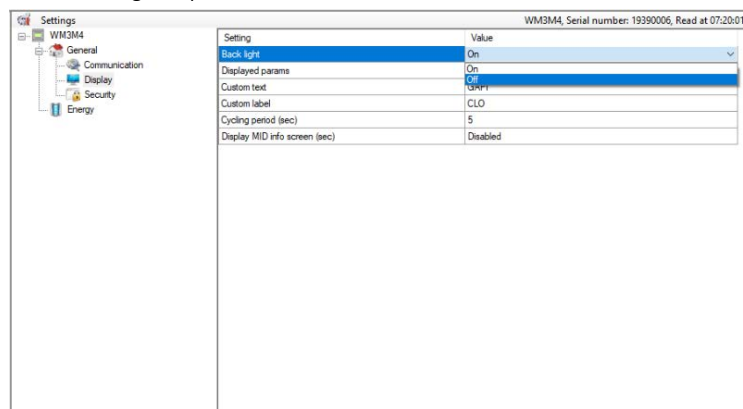 Settings
WM3M4, Serial number: 19390006, Read at 07:20:01
WM3M4
General
Communication
Display
Security
Energy
Setting Value
Back light On
Displayed params On
Off
Custom text
Custom label CLO
Cycling period (sec) 5
Display MID info screen (sec) Disabled